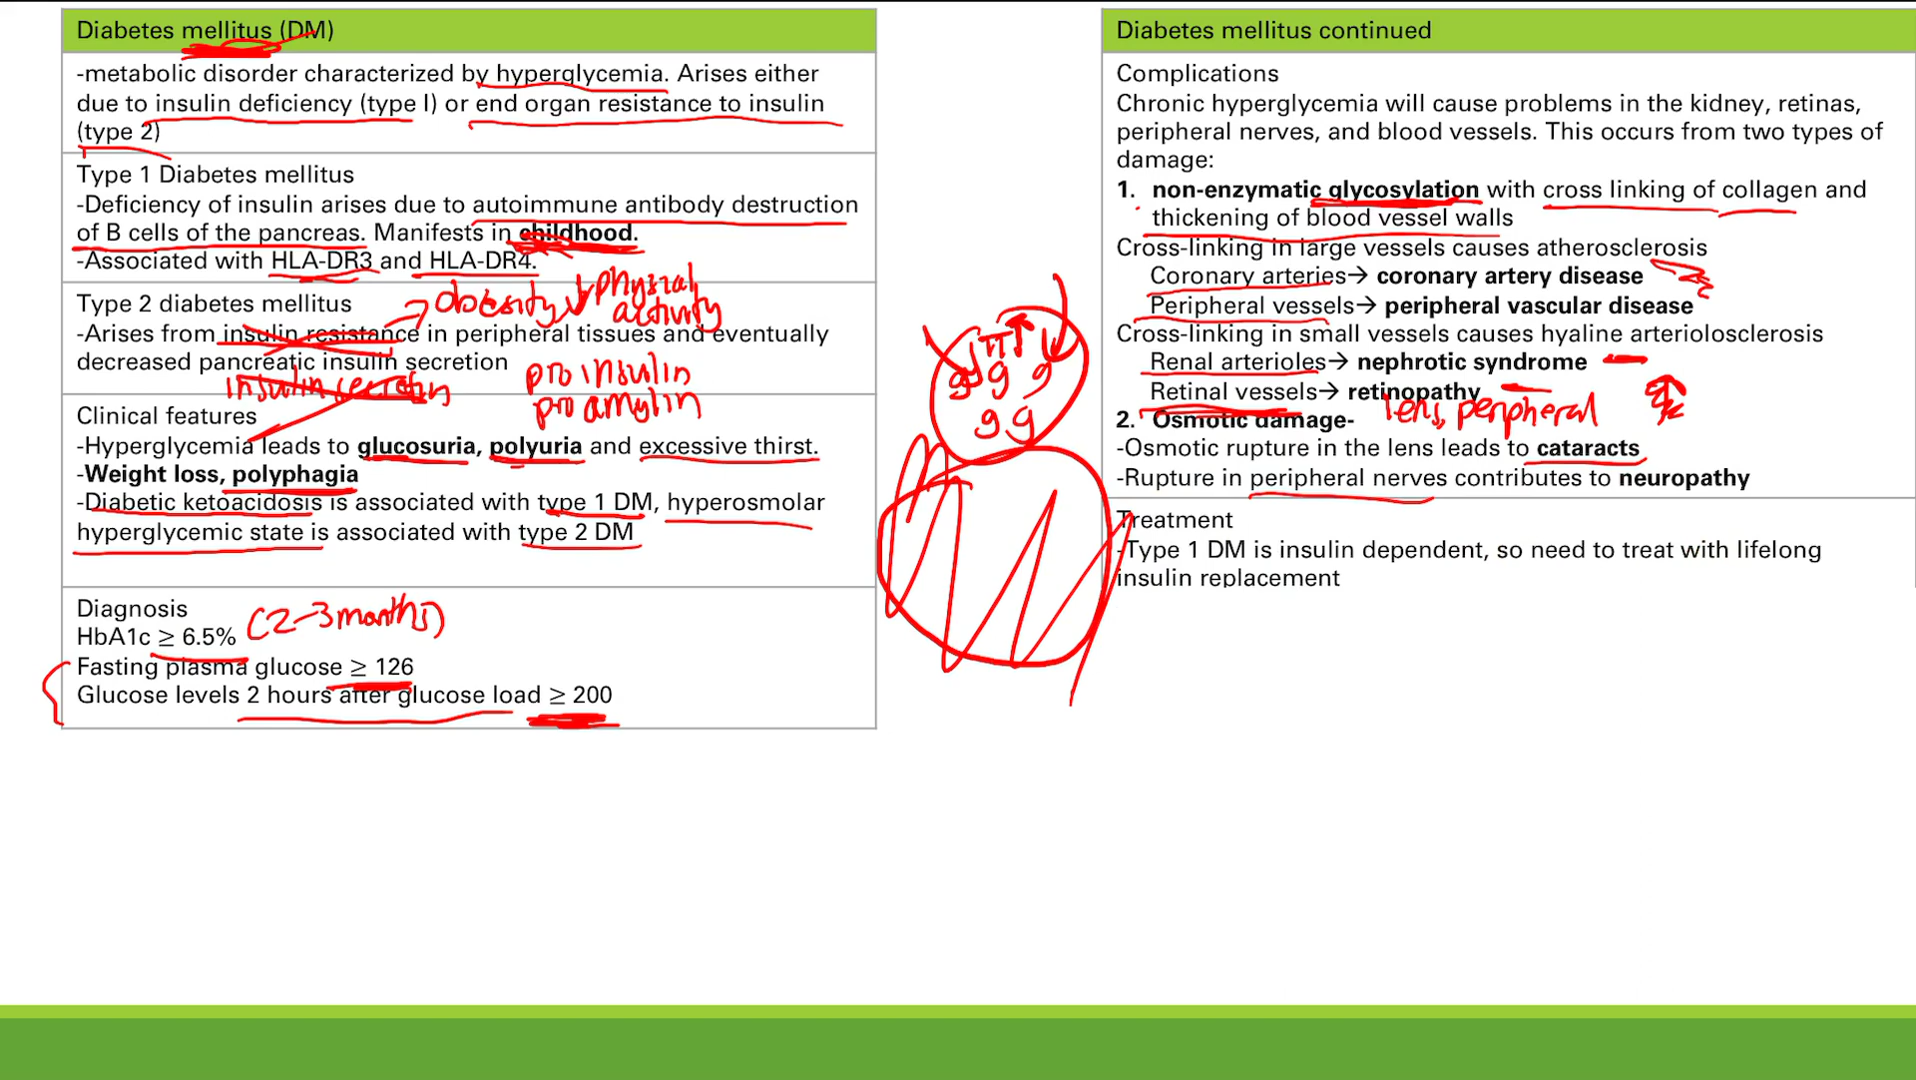 Diabetes mellitus (DM)
-metabolic disorder characterized by hyperglycemia. Arises either
due to insulin deficiency (type I) or end organ resistance to insulin
(type 2)
Type 1 Diabetes mellitus
-Deficiency of insulin arises due to autoimmune antibody destruction
of B cells of the pancreas. Manifests in childhood.
-Associated with HLA-DR3 and HLA-DR4.
Type 2 diabetes mellitus
→ obesity, ↓ physical
activity
-Arises from insulin resistance in peripheral tissues and eventually
decreased pancreatic insulin secretion
insulin secretion
proinsulin
proamylin
Clinical features
-Hyperglycemia leads to glucosuria, polyuria and excessive thirst.
-Weight loss, polyphagia
-Diabetic ketoacidosis is associated with type 1 DM, hyperosmolar
hyperglycemic state is associated with type 2 DM
Diagnosis
HbA1c ≥ 6.5% (2-3 months)
Fasting plasma glucose ≥ 126
Glucose levels 2 hours after glucose load ≥ 200
g g g
g g
Diabetes mellitus continued
Complications
Chronic hyperglycemia will cause problems in the kidney, retinas,
peripheral nerves, and blood vessels. This occurs from two types of
damage:
1. non-enzymatic glycosylation with cross linking of collagen and
thickening of blood vessel walls
Cross-linking in large vessels causes atherosclerosis
Coronary arteries→ coronary artery disease
Peripheral vessels→ peripheral vascular disease
Cross-linking in small vessels causes hyaline arteriolosclerosis
Renal arterioles→ nephrotic syndrome
Retinal vessels→ retinopathy
lens, peripheral
2. Osmotic damage-
-Osmotic rupture in the lens leads to cataracts
-Rupture in peripheral nerves contributes to neuropathy
Treatment
-Type 1 DM is insulin dependent, so need to treat with lifelong
insulin replacement